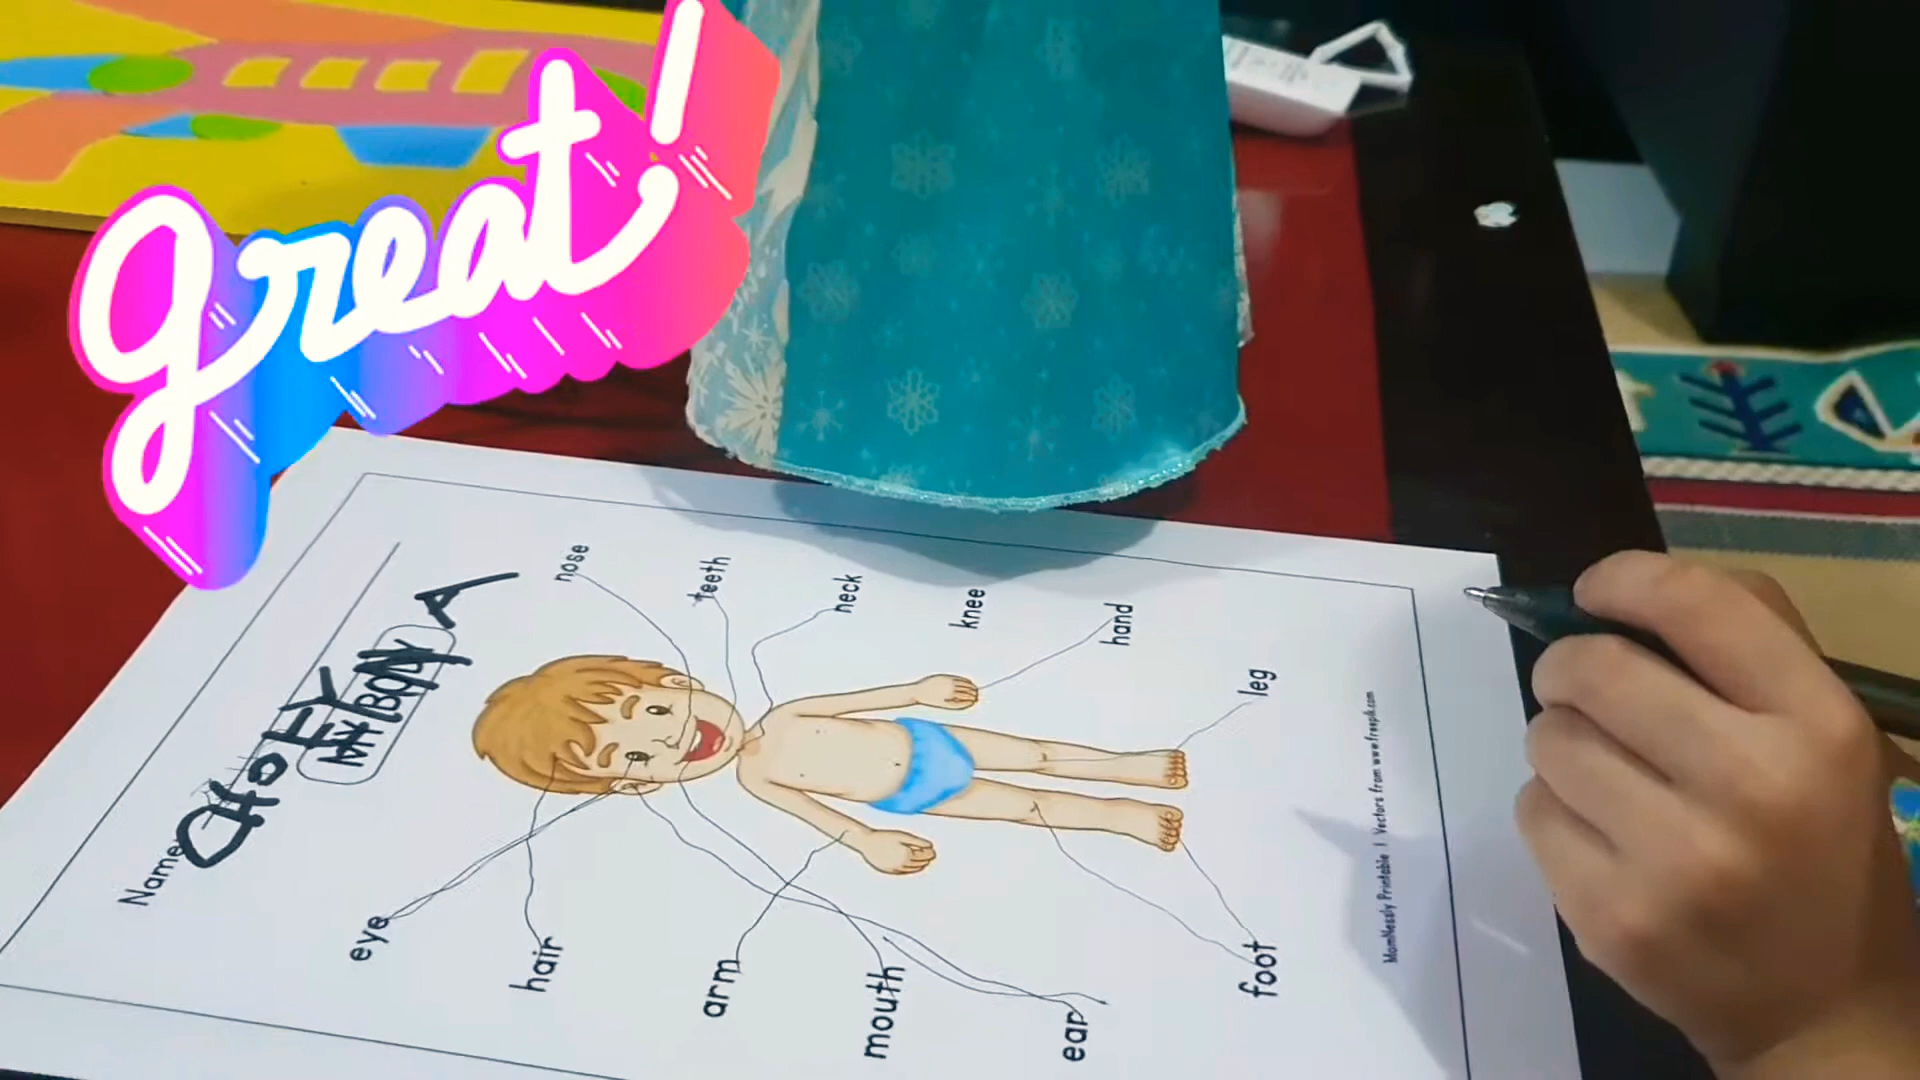 great!
Name
MY BODY
nose
teeth
neck
knee
hand
leg
eye
hair
arm
mouth
ear
foot
MomNessly Printable | Vectors from www.freepik.com